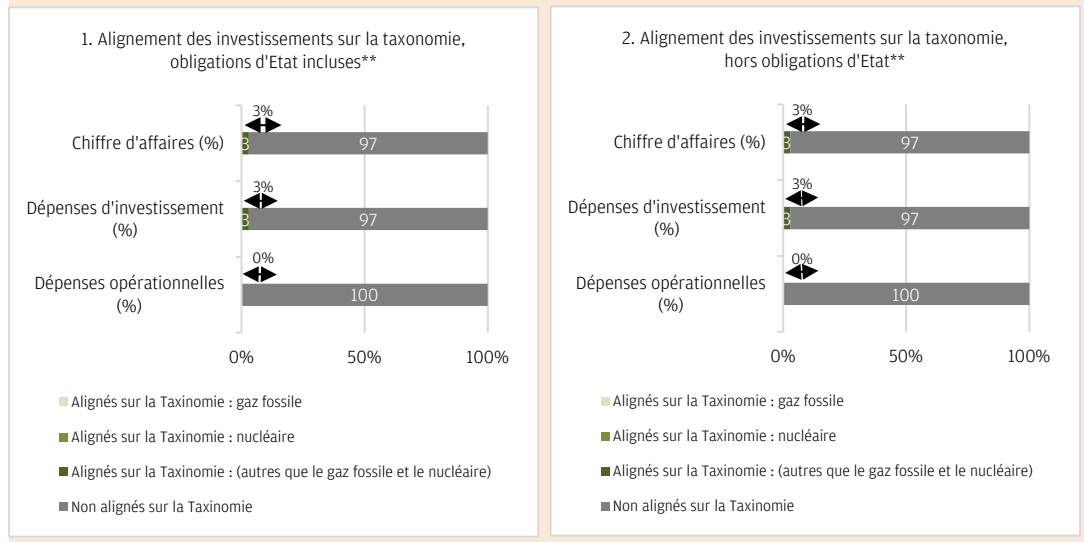 1. Alignement des investissements sur la taxonomie,
obligations d'Etat incluses**
3%
Chiffre d'affaires (%)
3
97
3%
Dépenses d'investissement
(%)
3
97
0%
Dépenses opérationnelles
(%)
100
0%
50%
100%
Alignés sur la Taxinomie : gaz fossile
Alignés sur la Taxinomie : nucléaire
Alignés sur la Taxinomie : (autres que le gaz fossile et le nucléaire)
Non alignés sur la Taxinomie
2. Alignement des investissements sur la taxonomie,
hors obligations d'Etat**
3%
Chiffre d'affaires (%)
3
97
3%
Dépenses d'investissement
(%)
3
97
0%
Dépenses opérationnelles
(%)
100
0%
50%
100%
Alignés sur la Taxinomie : gaz fossile
Alignés sur la Taxinomie : nucléaire
Alignés sur la Taxinomie : (autres que le gaz fossile et le nucléaire)
Non alignés sur la Taxinomie